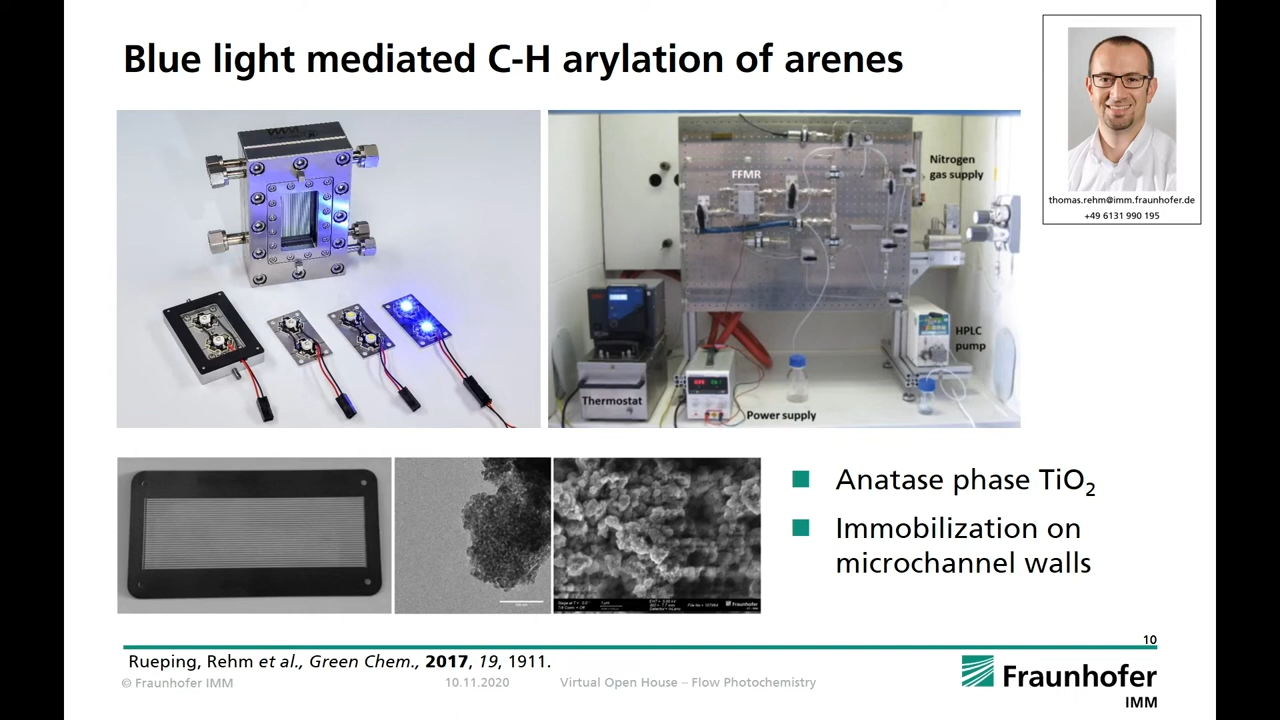 Blue light mediated C-H arylation of arenes
thomas.rehm@imm.fraunhofer.de
+49 6131 990 195
FFMR
Nitrogen
gas supply
HPLC
pump
Thermostat
Power supply
Anatase phase TiO2
Immobilization on
microchannel walls
Fraunhofer
10
Rueping, Rehm et al., Green Chem., 2017, 19, 1911.
© Fraunhofer IMM
10.11.2020
Virtual Open House – Flow Photochemistry
Fraunhofer
IMM